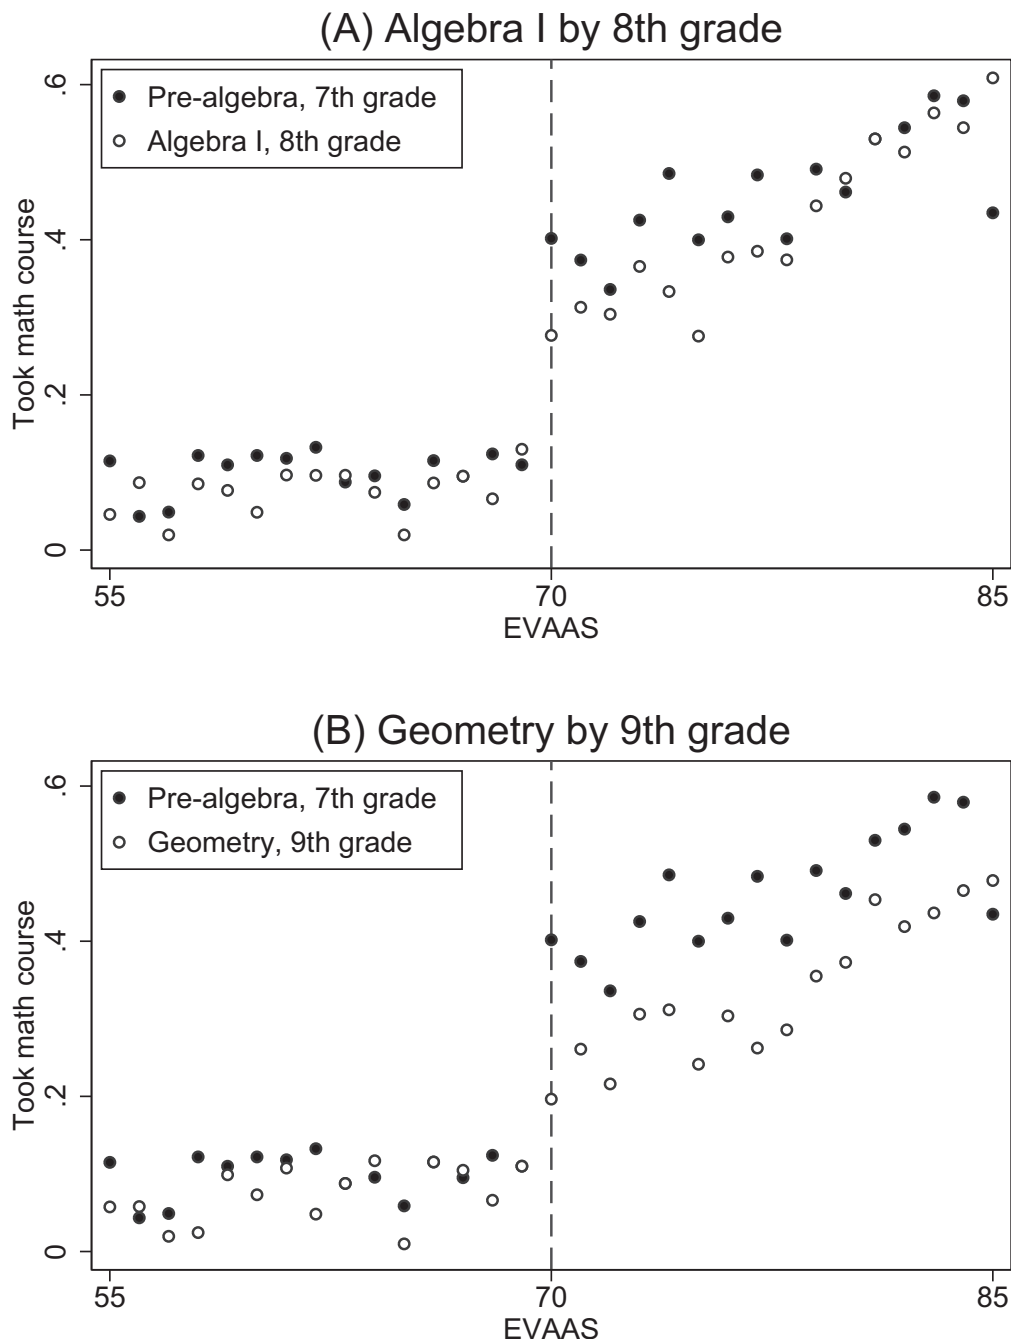 (A) Algebra I by 8th grade
Pre-algebra, 7th grade
Algebra I, 8th grade
Took math course
.6
.4
.2
0
55
70
85
EVAAS
(B) Geometry by 9th grade
Pre-algebra, 7th grade
Geometry, 9th grade
Took math course
.6
.4
.2
0
55
70
85
EVAAS